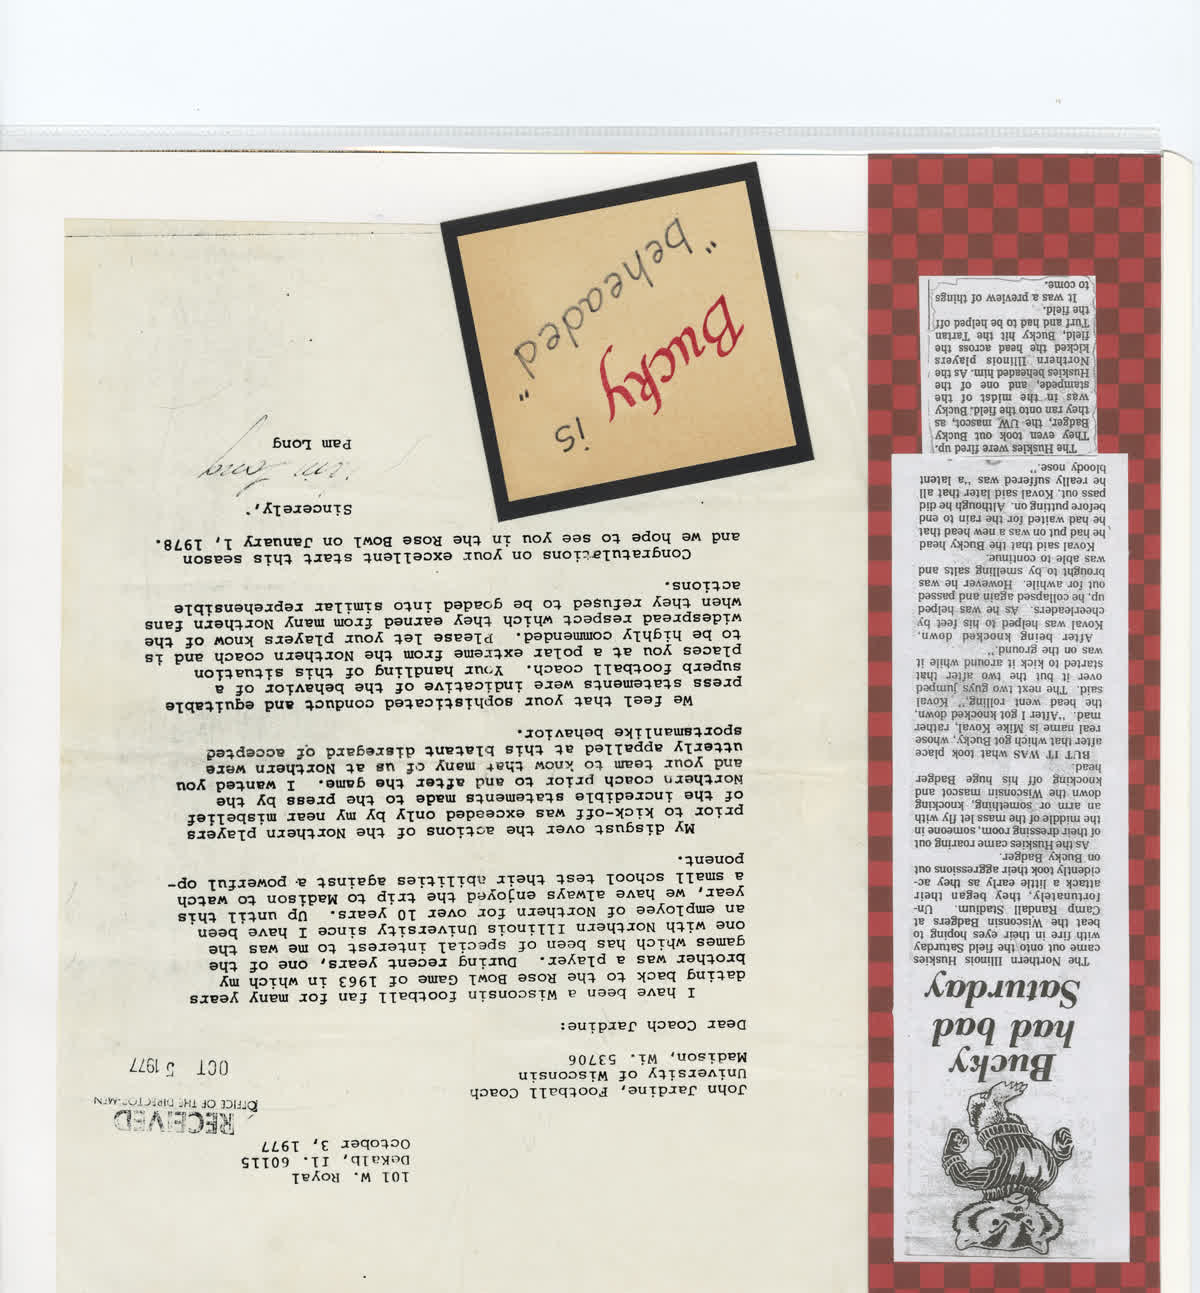 Bucky
had bad
Saturday
The Northern Illinois Huskies
came out onto the field Saturday
with fire in their eyes hoping to
beat the Wisconsin Badgers at
Camp Randall Stadium. Un-
fortunately, they began their
attack a little early as they ac-
cidently took their aggressions out
on Bucky Badger.
As the Huskies came roaring out
of their dressing room, someone in
the middle of the mass let fly with
an arm or something, knocking
down the Wisconsin mascot and
knocking off his huge Badger
head.
BUT IT WAS what took place
after that which got Bucky, whose
real name is Mike Koval, rather
mad. "After I got knocked down,
the head went rolling," Koval
said. The next two guys jumped
over it but the two after that
started to kick it around while it
was on the ground."
After being knocked down,
Koval was helped to his feet by
cheerleaders. As he was helped
up, he collapsed again and passed
out for awhile. However he was
brought to by smelling salts and
was able to continue.
Koval said that the Bucky head
he had put on was a new head that
he had waited for the rain to end
before putting on. Although he did
pass out, Koval said later that all
he really suffered was "a latent
bloody nose."
The Huskies were fired up.
They even took out Bucky
Badger, the UW mascot, as
they ran onto the field. Bucky
was in the midst of the
stampede, and one of the
Huskies beheaded him. As the
Northern Illinois players
kicked the head across the
field, Bucky hit the Tartan
Turf and had to be helped off
the field.
It was a preview of things
to come.
101 W. Royal
DeKalb, Il. 60115
October 3, 1977
RECEIVED
OFFICE OF THE DIRECTOR-MEN
OCT 5 1977
John Jardine, Football Coach
University of Wisconsin
Madison, Wi. 53706
Dear Coach Jardine:
I have been a Wisconsin football fan for many years
dating back to the Rose Bowl Game of 1963 in which my
brother was a player. During recent years, one of the
games which has been of special interest to me was the
one with Northern Illinois University since I have been
an employee of Northern for over 10 years. Up until this
year, we have always enjoyed the trip to Madison to watch
a small school test their abilities against a powerful op-
ponent.
My disgust over the actions of the Northern players
prior to kick-off was exceeded only by my near misbelief
of the incredible statements made to the press by the
Northern coach prior to and after the game. I wanted you
and your team to know that many of us at Northern were
utterly appalled at this blatant disregard of accepted
sportsmanlike behavior.
We feel that your sophisticated conduct and equitable
press statements were indicative of the behavior of a
superb football coach. Your handling of this situation
places you at a polar extreme from the Northern coach and is
to be highly commended. Please let your players know of the
widespread respect which they earned from many Northern fans
when they refused to be goaded into similar reprehensible
actions.
Congratulations on your excellent start this season
and we hope to see you in the Rose Bowl on January 1, 1978.
Sincerely,
Pam Long
Pam Long
Bucky is
"beheaded"